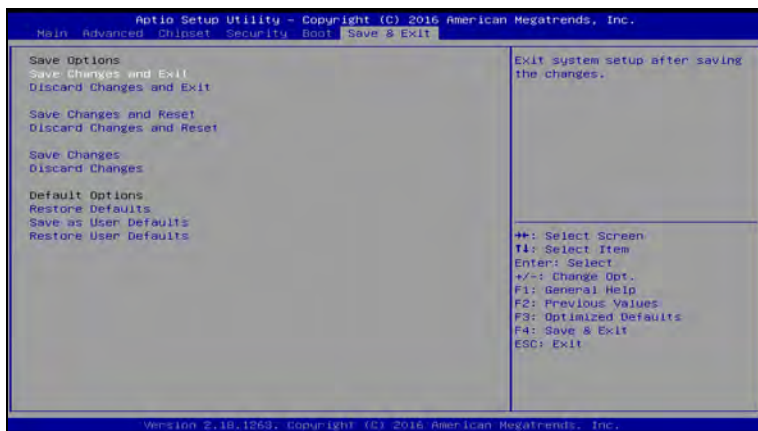 Aptio Setup Utility – Copyright (C) 2016 American Megatrends, Inc.
Main Advanced Chipset Security Boot Save & Exit
Save Options
Save Changes and Exit
Discard Changes and Exit
Save Changes and Reset
Discard Changes and Reset
Save Changes
Discard Changes
Default Options
Restore Defaults
Save as User Defaults
Restore User Defaults
Exit system setup after saving
the changes.
→←: Select Screen
↑↓: Select Item
Enter: Select
+/-: Change Opt.
F1: General Help
F2: Previous Values
F3: Optimized Defaults
F4: Save & Exit
ESC: Exit
Version 2.18.1263. Copyright (C) 2016 American Megatrends, Inc.